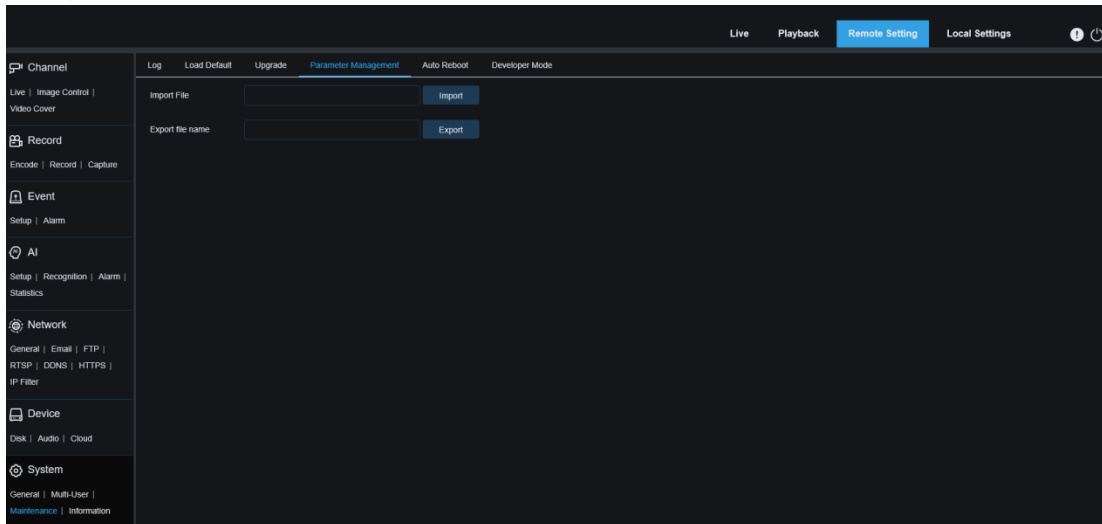 Live Playback Remote Setting Local Settings
Channel
Live | Image Control |
Video Cover
Record
Encode | Record | Capture
Event
Setup | Alarm
AI
Setup | Recognition | Alarm |
Statistics
Network
General | Email | FTP |
RTSP | DDNS | HTTPS |
IP Filter
Device
Disk | Audio | Cloud
System
General | Multi-User |
Maintenance | Information
Log Load Default Upgrade Parameter Management Auto Reboot Developer Mode
Import File Import
Export file name Export